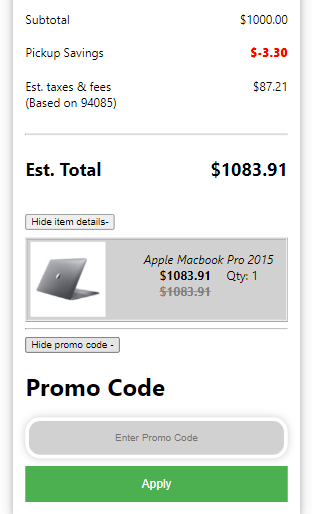 Subtotal $1000.00
Pickup Savings $-3.30
Est. taxes & fees $87.21
(Based on 94085)
Est. Total $1083.91
Hide item details-
Apple Macbook Pro 2015
$1083.91 Qty: 1
$1083.91
Hide promo code -
Promo Code
Enter Promo Code
Apply